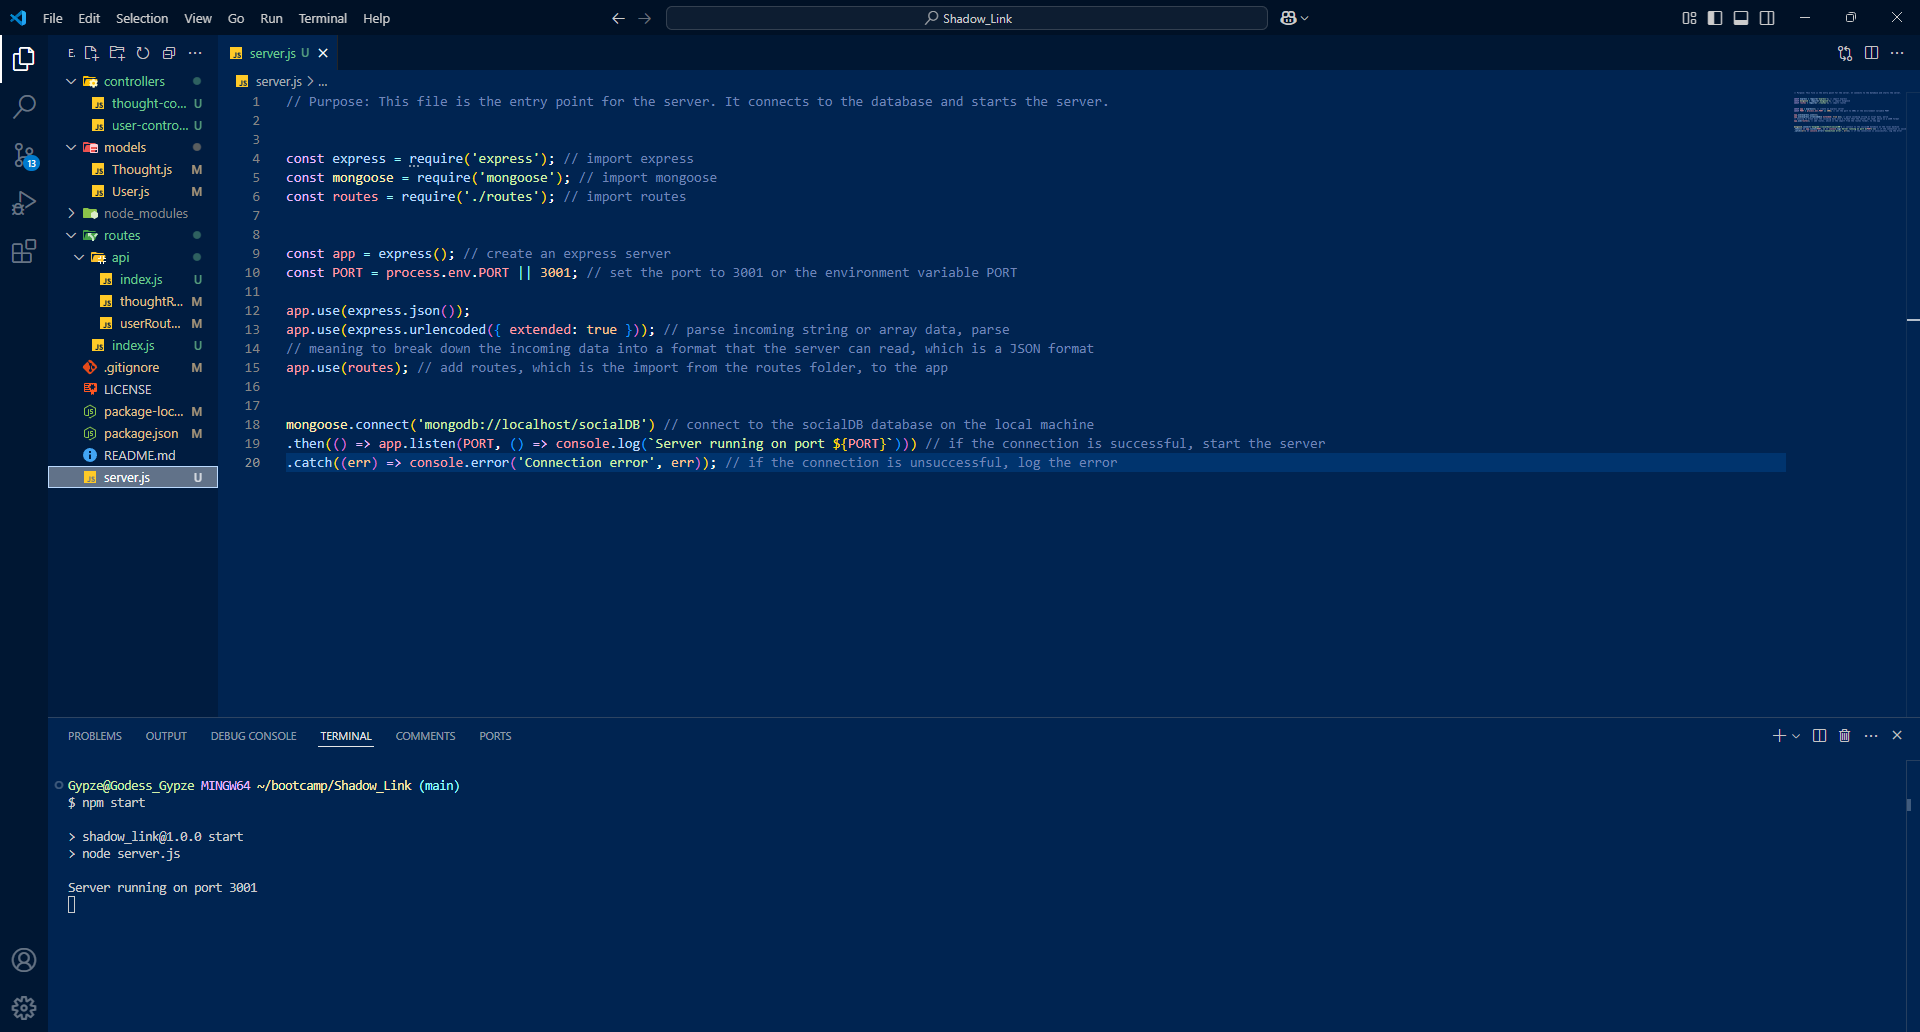 File Edit Selection View Go Run Terminal Help
Shadow_Link
E.
controllers
thought-co... U
user-contro... U
models
Thought.js M
User.js M
13
node_modules
routes
api
index.js U
thoughtR... M
userRout... M
index.js U
.gitignore M
LICENSE
package-loc... M
package.json M
README.md
server.js U
server.js U
server.js > ...
1 // Purpose: This file is the entry point for the server. It connects to the database and starts the server.
2
3
4 const express = require('express'); // import express
5 const mongoose = require('mongoose'); // import mongoose
6 const routes = require('./routes'); // import routes
7
8
9 const app = express(); // create an express server
10 const PORT = process.env.PORT || 3001; // set the port to 3001 or the environment variable PORT
11
12 app.use(express.json());
13 app.use(express.urlencoded({ extended: true })); // parse incoming string or array data, parse
14 // meaning to break down the incoming data into a format that the server can read, which is a JSON format
15 app.use(routes); // add routes, which is the import from the routes folder, to the app
16
17
18 mongoose.connect('mongodb://localhost/socialDB') // connect to the socialDB database on the local machine
19 .then(() => app.listen(PORT, () => console.log(`Server running on port ${PORT}`))) // if the connection is successful, start the server
20 .catch((err) => console.error('Connection error', err)); // if the connection is unsuccessful, log the error
PROBLEMS OUTPUT DEBUG CONSOLE TERMINAL COMMENTS PORTS
Gypze@Godess_Gypze MINGW64 ~/bootcamp/Shadow_Link (main)
$ npm start
> shadow_link@1.0.0 start
> node server.js
Server running on port 3001